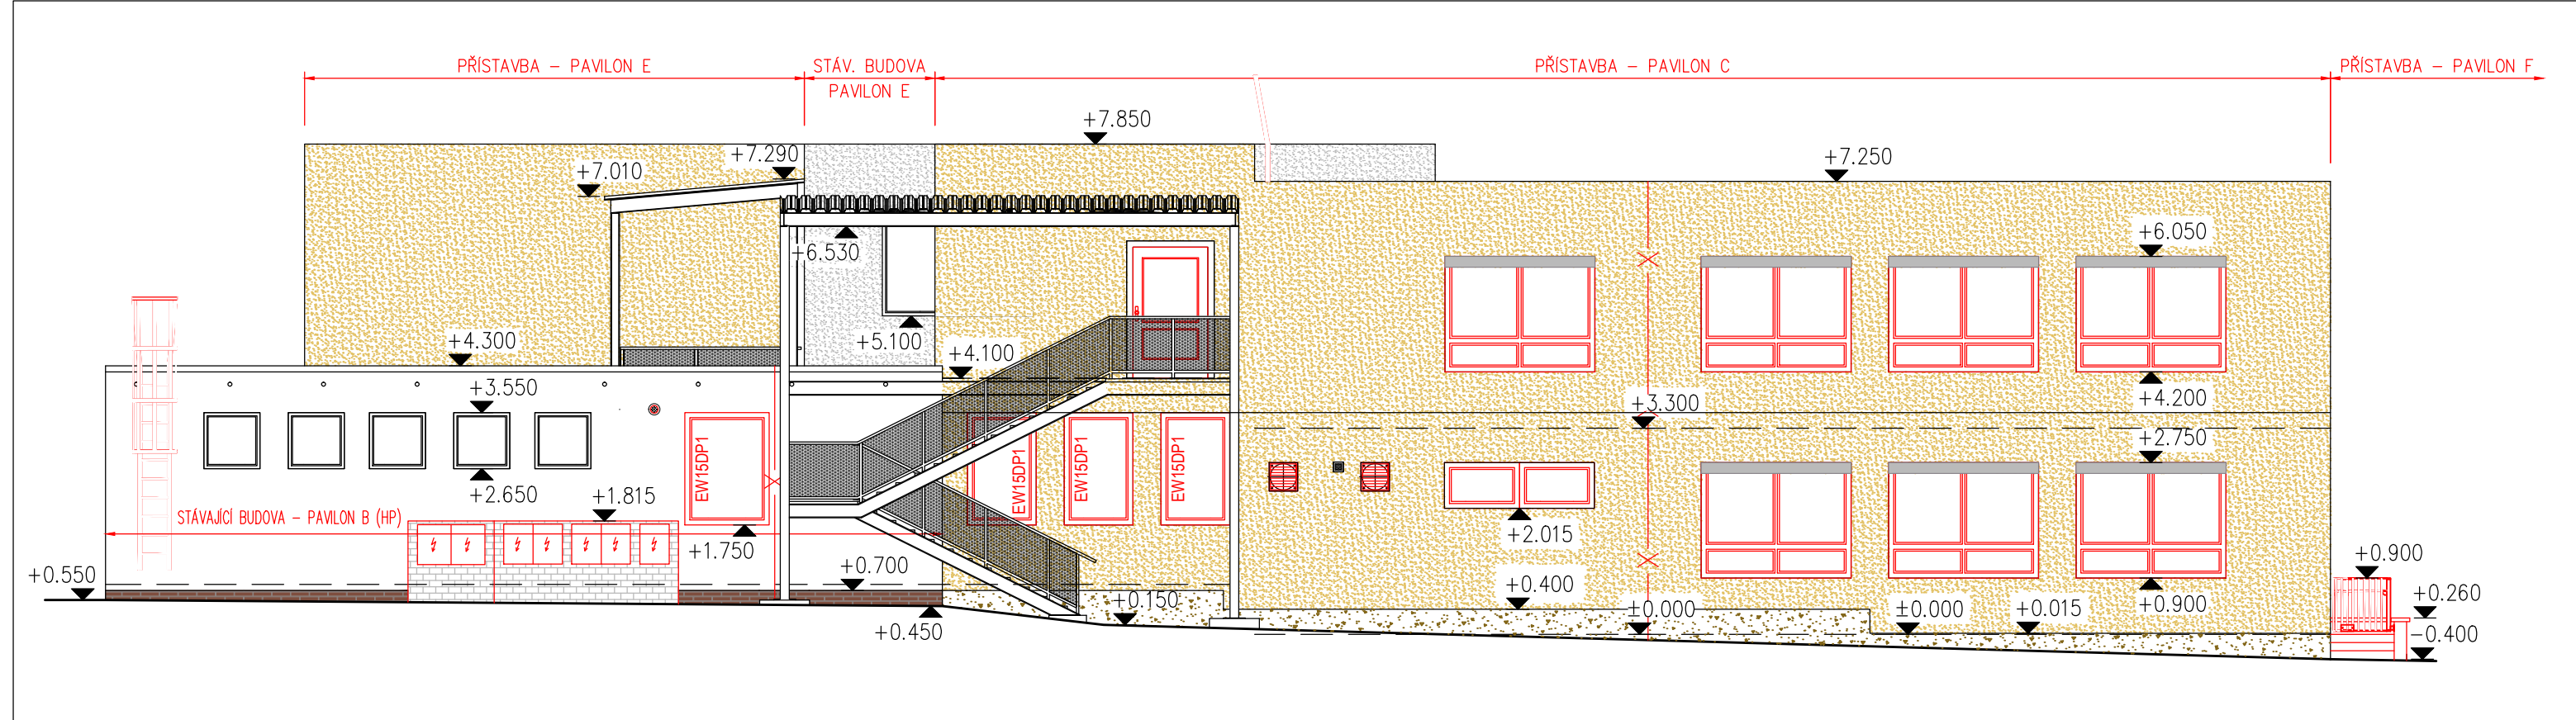 PŘÍSTAVBA – PAVILON E
STÁV. BUDOVA
PAVILON E
PŘÍSTAVBA – PAVILON C
PŘÍSTAVBA – PAVILON F
+7.850
+7.290
+7.010
+7.250
+6.530
+6.050
+5.100
+4.300
+4.100
+3.550
+4.200
+3.300
+2.750
EW15DP1
EW15DP1
EW15DP1
EW15DP1
+2.650
+1.815
STÁVAJÍCÍ BUDOVA – PAVILON B (HP)
+2.015
+1.750
+0.550
+0.700
+0.400
+0.900
+0.150
±0.000
±0.000
+0.015
+0.900
+0.260
+0.450
−0.400